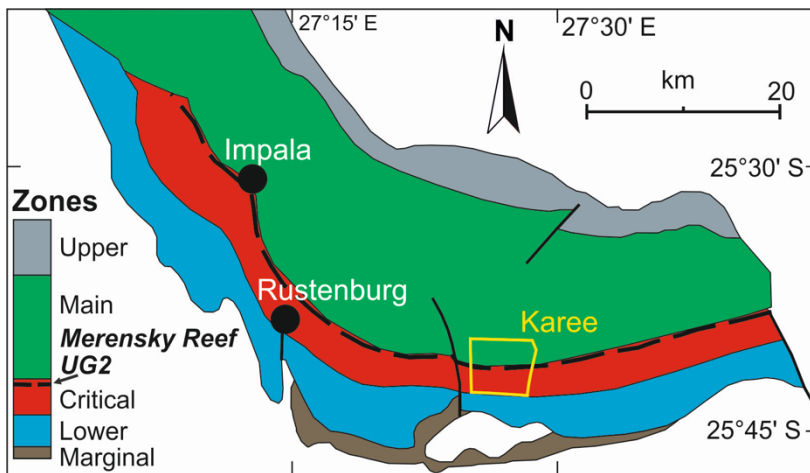 27°15' E
27°30' E
N
km
0
20
Impala
25°30' S
Zones
Upper
Rustenburg
Main
Karee
Merensky Reef
UG2
Critical
Lower
25°45' S
Marginal